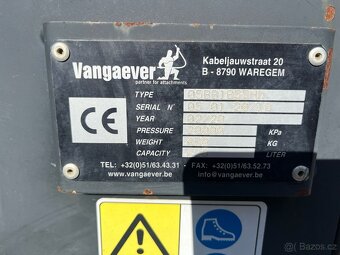 Vangaever
partner for attachments
Kabeljauwstraat 20
B - 8790 WAREGEM
TYPE
SERIAL N°
YEAR
PRESSURE KPa
WEIGHT KG
CAPACITY LITER
CE
TEL: +32(0)51/63.43.31 - FAX: +32(0)51/63.52.73
www.vangaever.be info@vangaever.be
Bazoš.cz